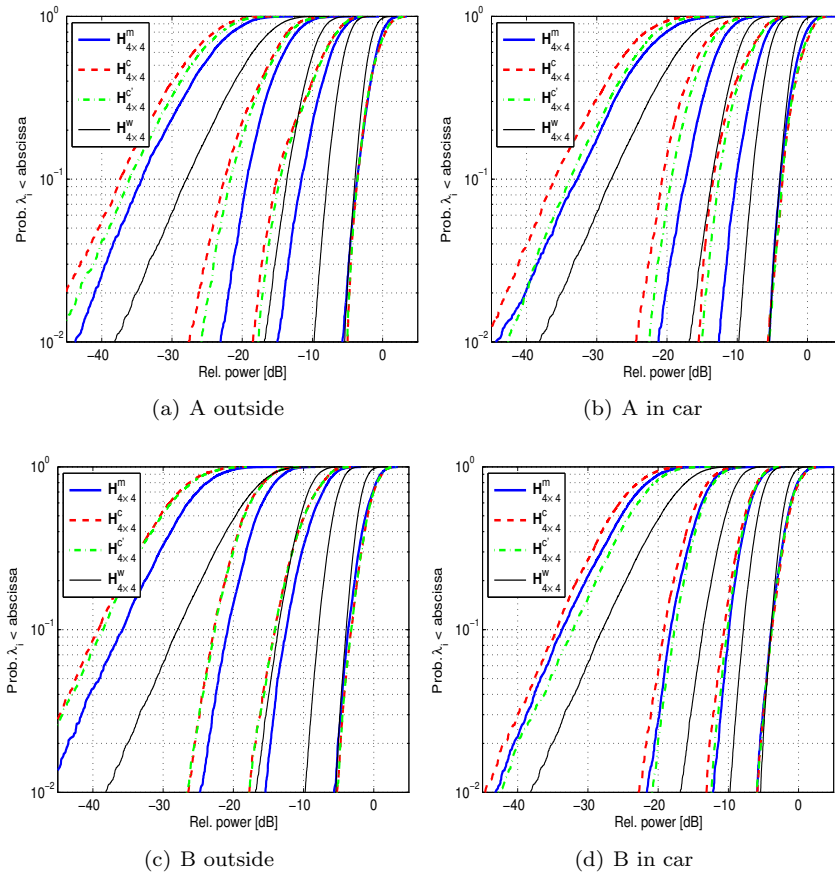 10^0
10^-1
10^-2
Prob. λ_i < abscissa
H^m_4×4
H^c_4×4
H^c'_4×4
H^w_4×4
−40 −30 −20 −10 0
Rel. power [dB]
(a) A outside
10^0
10^-1
10^-2
Prob. λ_i < abscissa
H^m_4×4
H^c_4×4
H^c'_4×4
H^w_4×4
−40 −30 −20 −10 0
Rel. power [dB]
(b) A in car
10^0
10^-1
10^-2
Prob. λ_i < abscissa
H^m_4×4
H^c_4×4
H^c'_4×4
H^w_4×4
−40 −30 −20 −10 0
Rel. power [dB]
(c) B outside
10^0
10^-1
10^-2
Prob. λ_i < abscissa
H^m_4×4
H^c_4×4
H^c'_4×4
H^w_4×4
−40 −30 −20 −10 0
Rel. power [dB]
(d) B in car